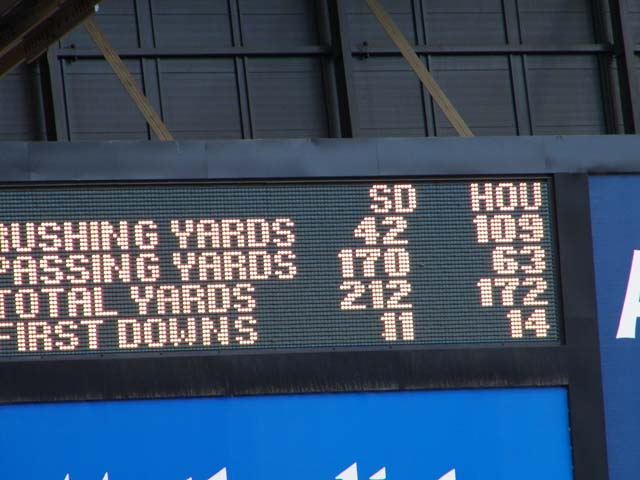 SD HOU
RUSHING YARDS 42 109
PASSING YARDS 170 63
TOTAL YARDS 212 172
FIRST DOWNS 11 14